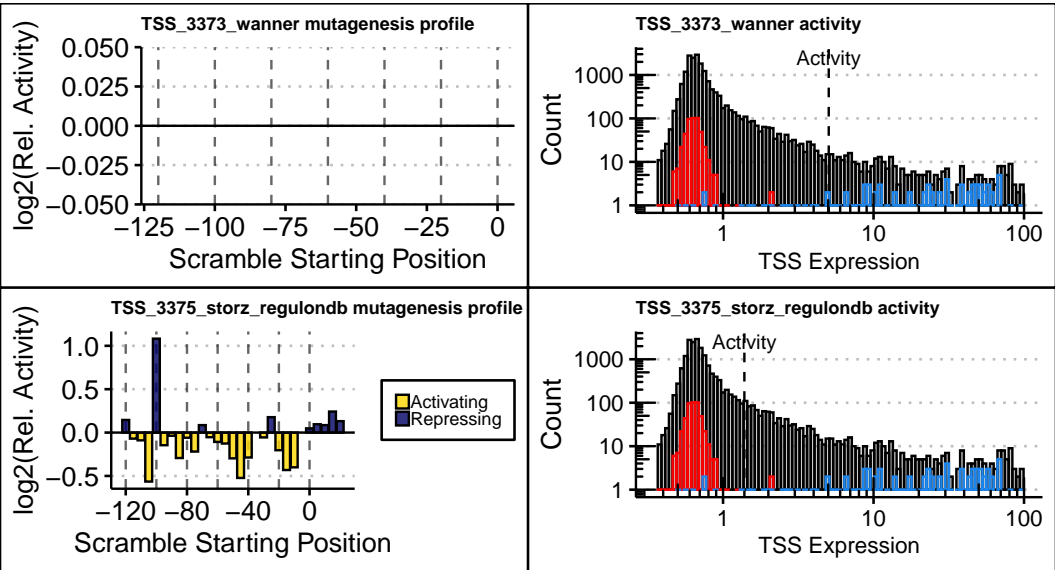 TSS_3373_wanner mutagenesis profile
log2(Rel. Activity)
0.050
0.025
0.000
−0.025
−0.050
−125 −100 −75 −50 −25 0
Scramble Starting Position
TSS_3373_wanner activity
Activity
Count
1000
100
10
1
1 10 100
TSS Expression
TSS_3375_storz_regulondb mutagenesis profile
log2(Rel. Activity)
1.0
0.5
0.0
−0.5
−120 −80 −40 0
Scramble Starting Position
Activating
Repressing
TSS_3375_storz_regulondb activity
Activity
Count
1000
100
10
1
1 10 100
TSS Expression